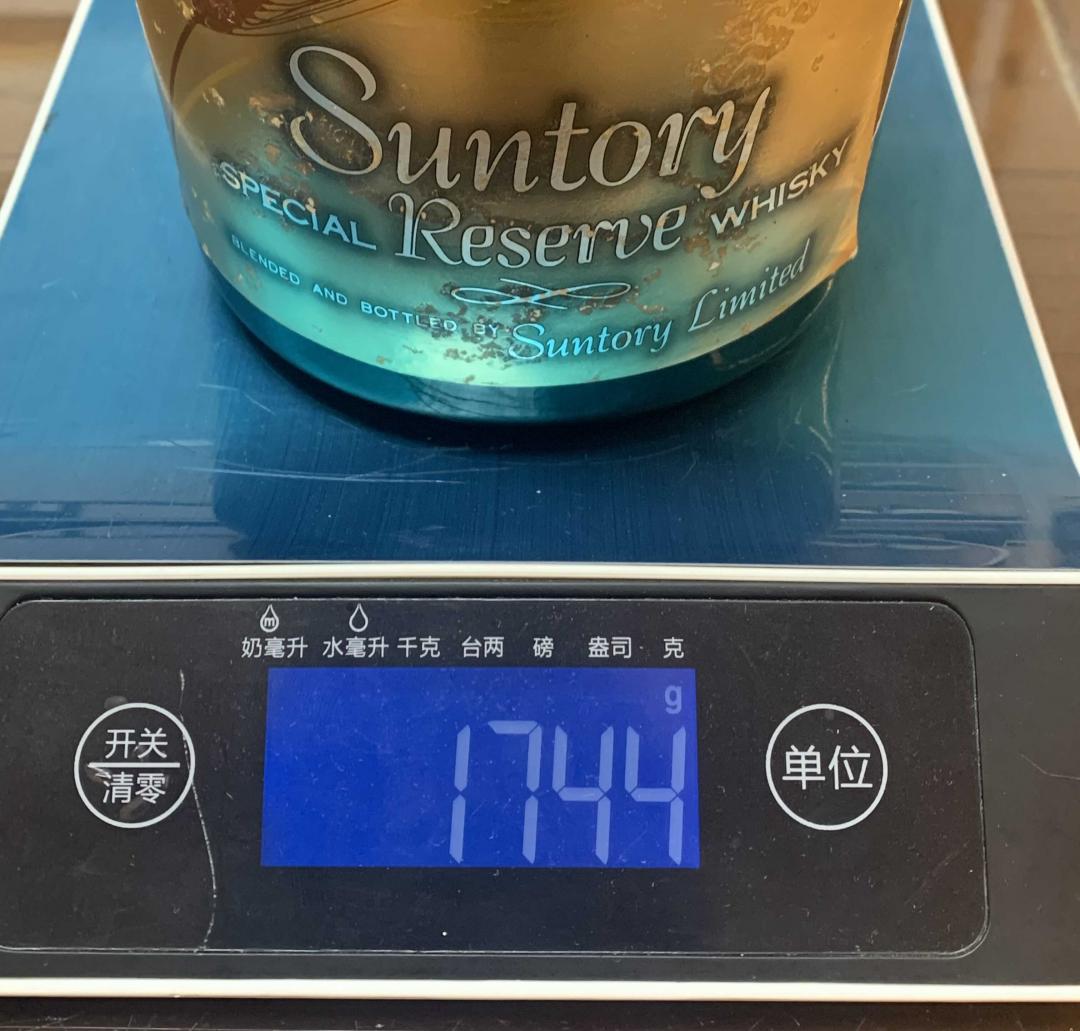 Suntory
SPECIAL Reserve WHISKY
BLENDED AND BOTTLED BY Suntory Limited
m
奶毫升 水毫升 千克 台两 磅 盎司 克
g
1744
开关
清零
单位